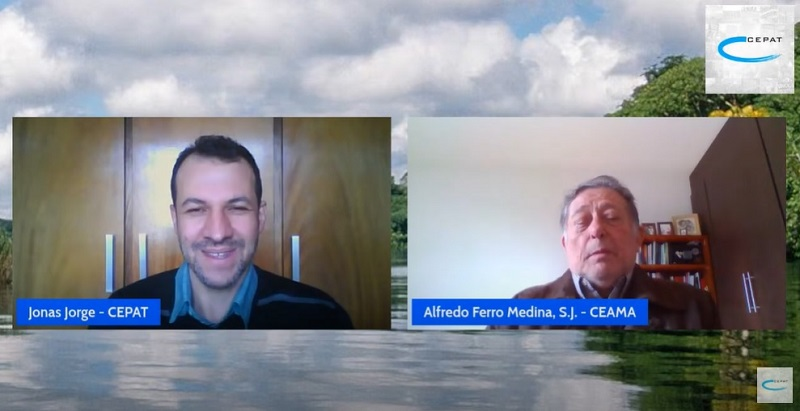 CEPAT
Jonas Jorge - CEPAT
Alfredo Ferro Medina, S.J. - CEAMA
CEPAT